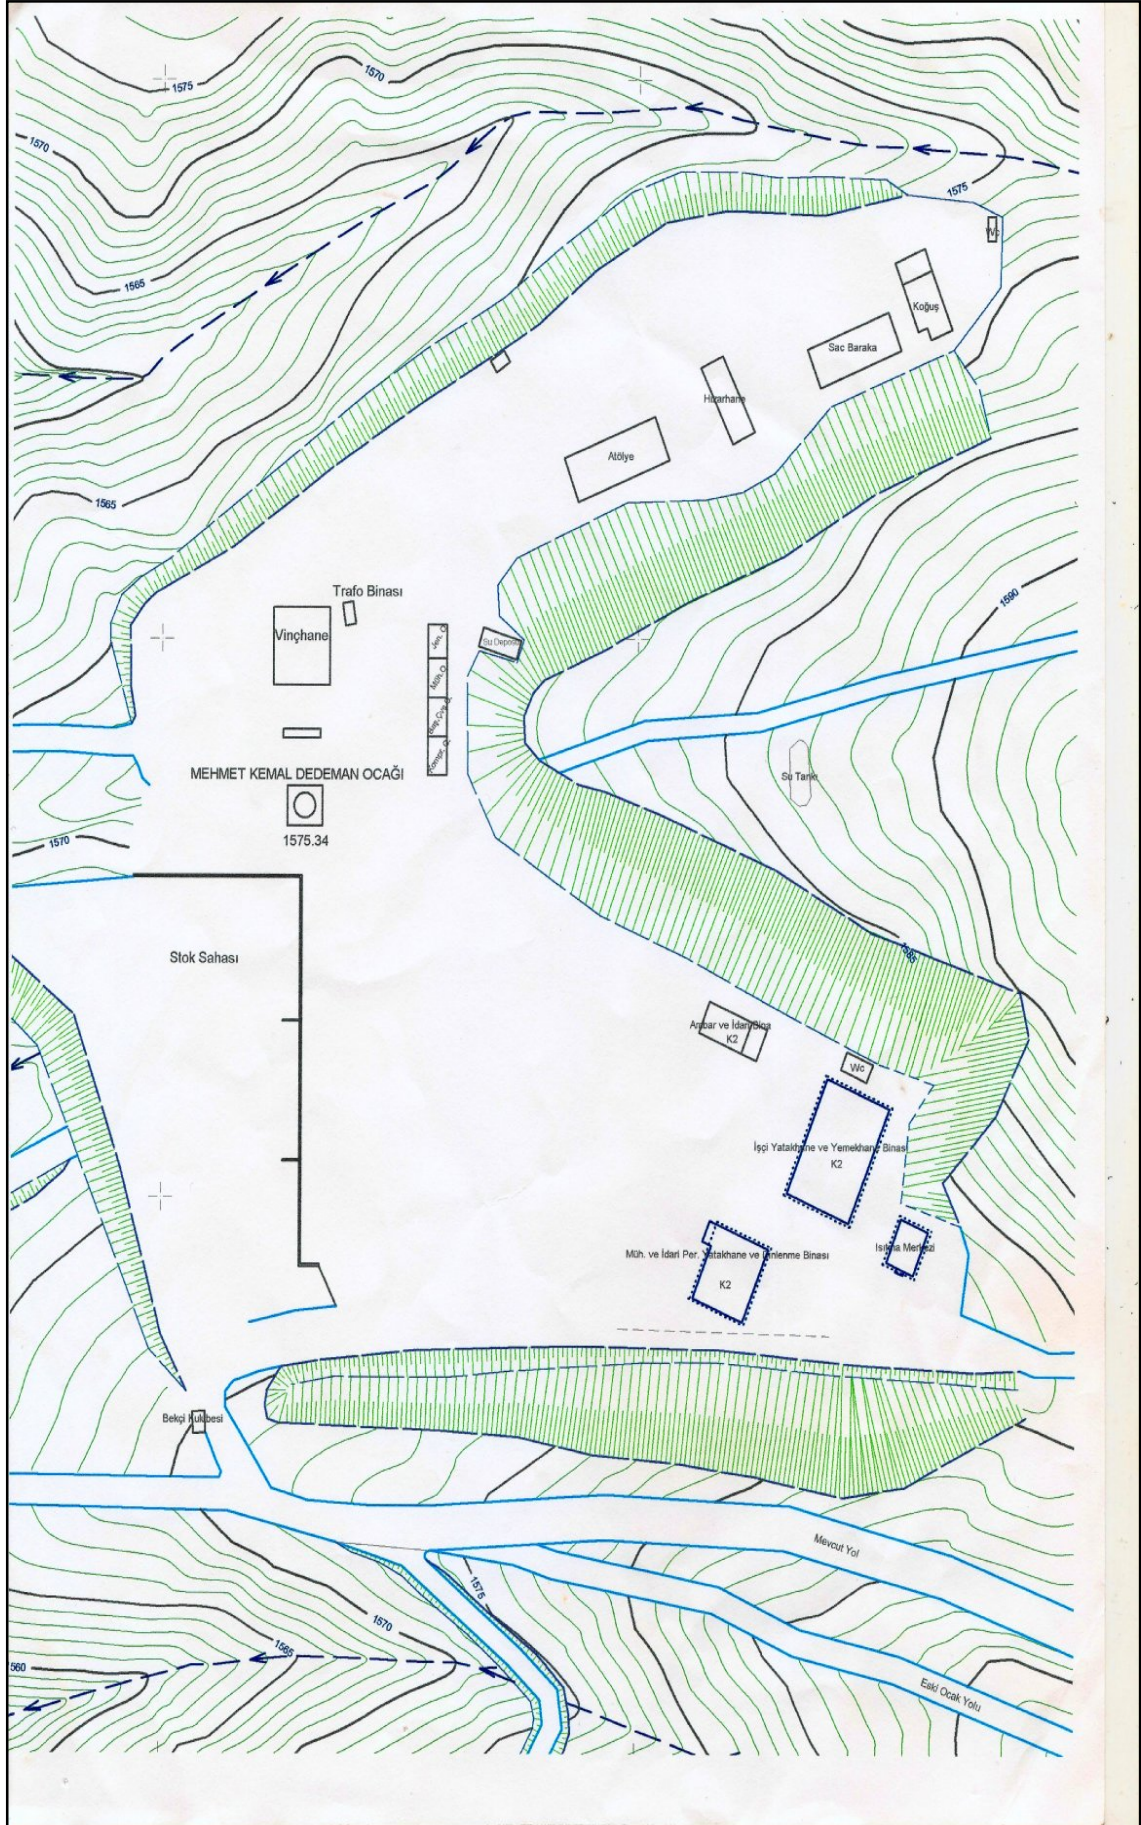 1575
1570
1570
1575
1565
Wc
Koğuş
Sac Baraka
Hızarhane
Atölye
1565
1590
Trafo Binası
Vinçhane
Jen. O.
Su Deposu
Müh.O.
Su Tankı
MEHMET KEMAL DEDEMAN OCAĞI
1575.34
1570
Stok Sahası
1585
Ambar ve İdari Bina
K2
Wc
İşçi Yatakhane ve Yemekhane Binası
K2
Müh. ve İdari Per. Yatakhane ve Dinlenme Binası
Isıtma Merkezi
K2
Bekçi Kulübesi
Mevcut Yol
1575
1570
1565
560
Eski Ocak Yolu